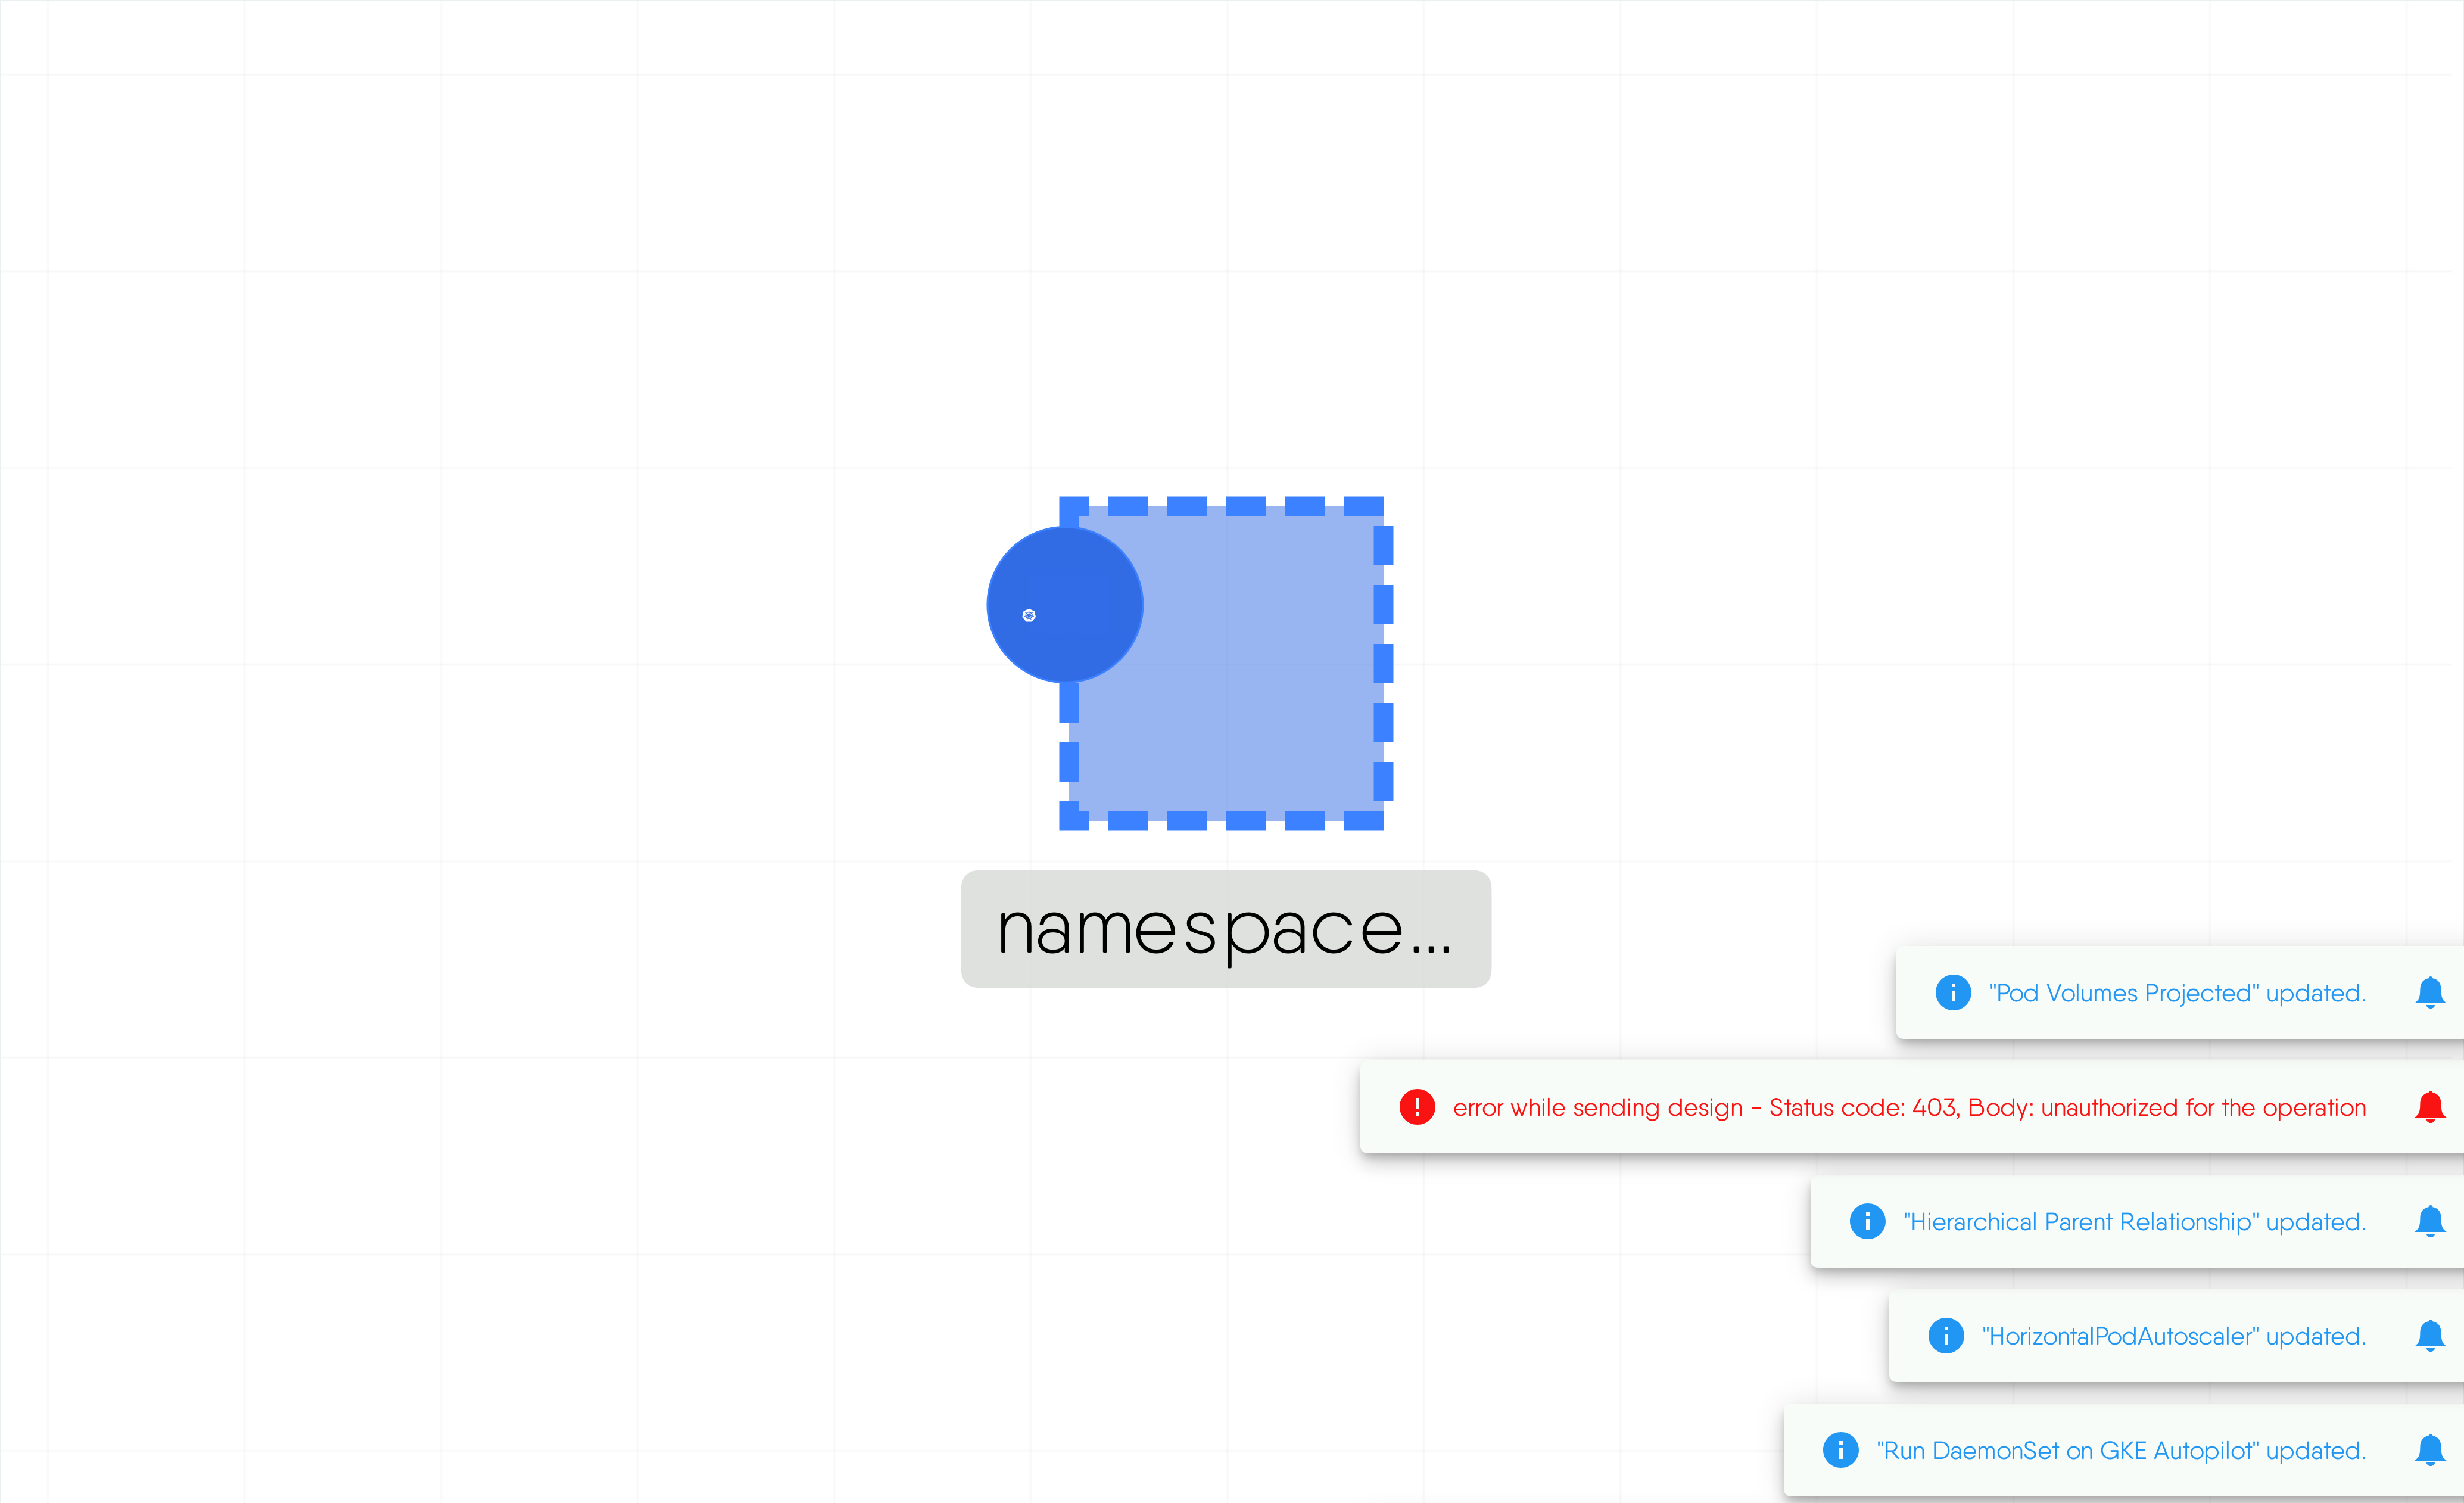 namespace...
"Pod Volumes Projected" updated.
error while sending design - Status code: 403, Body: unauthorized for the operation
"Hierarchical Parent Relationship" updated.
"HorizontalPodAutoscaler" updated.
"Run DaemonSet on GKE Autopilot" updated.